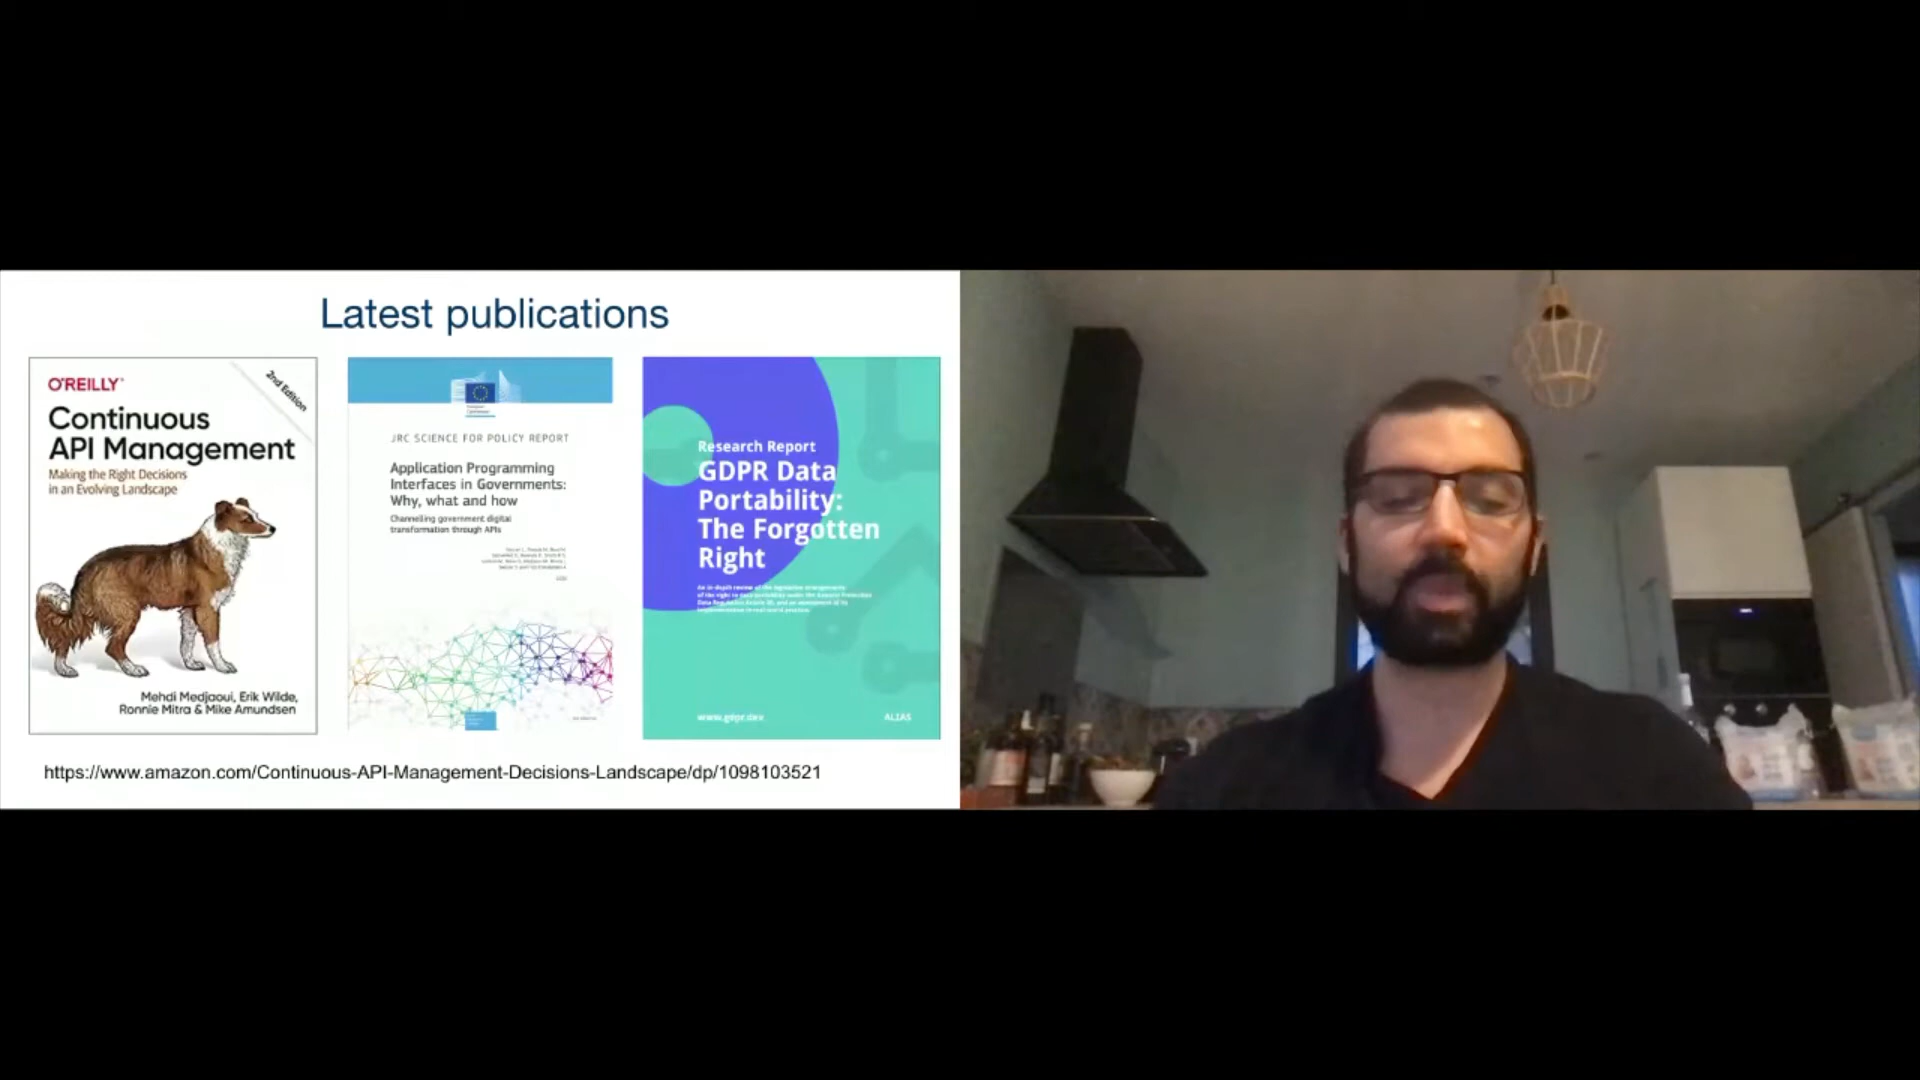 Latest publications
O'REILLY®
2nd Edition
Continuous
API Management
Making the Right Decisions
in an Evolving Landscape
Mehdi Medjaoui, Erik Wilde,
Ronnie Mitra & Mike Amundsen
JRC SCIENCE FOR POLICY REPORT
Application Programming
Interfaces in Governments:
Why, what and how
Channelling government digital
transformation through APIs
Research Report
GDPR Data
Portability:
The Forgotten
Right
www.gdpr.dev
ALIAS
https://www.amazon.com/Continuous-API-Management-Decisions-Landscape/dp/1098103521